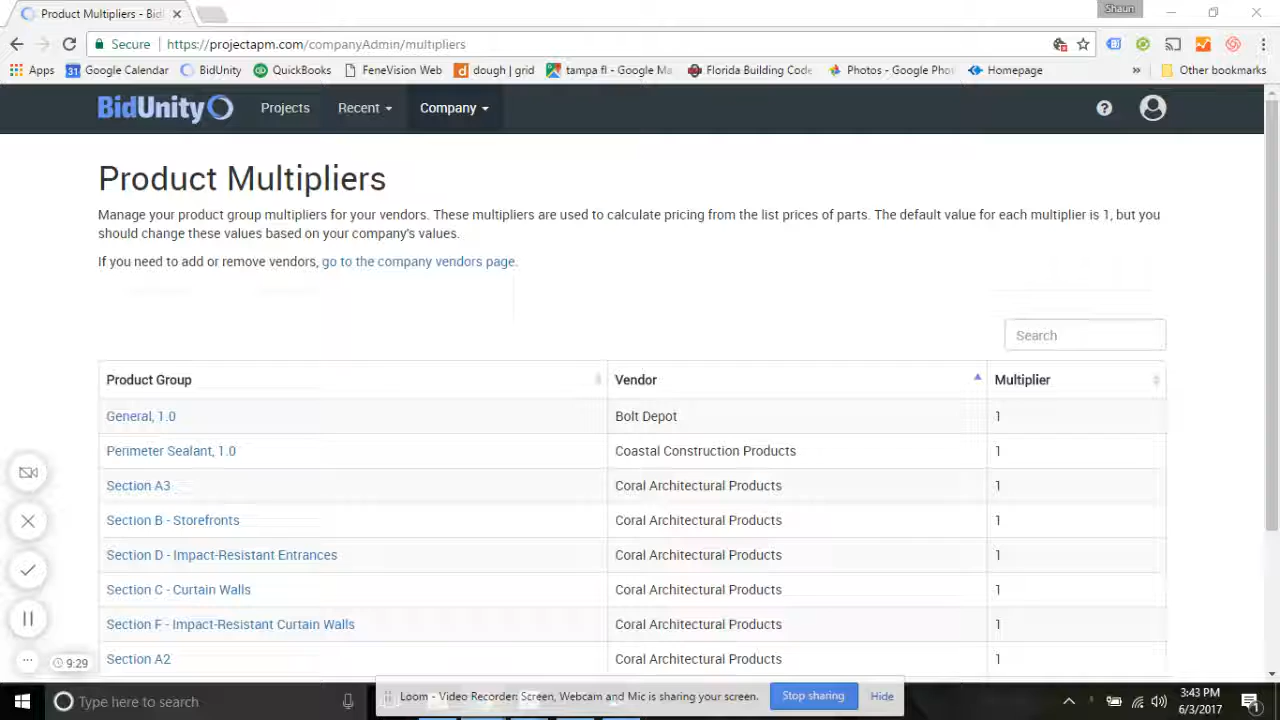 Product Multipliers - Bid
Shaun
Secure
https://projectapm.com/companyAdmin/multipliers
Apps
Google Calendar
BidUnity
QuickBooks
FeneVision Web
dough | grid
tampa fl - Google Ma
Florida Building Code
Photos - Google Pho
Homepage
»
Other bookmarks
BidUnity
Projects
Recent
Company
?
Product Multipliers
Manage your product group multipliers for your vendors. These multipliers are used to calculate pricing from the list prices of parts. The default value for each multiplier is 1, but you
should change these values based on your company's values.
If you need to add or remove vendors, go to the company vendors page.
Search
Product Group Vendor Multiplier
General, 1.0 Bolt Depot 1
Perimeter Sealant, 1.0 Coastal Construction Products 1
Section A3 Coral Architectural Products 1
Section B - Storefronts Coral Architectural Products 1
Section D - Impact-Resistant Entrances Coral Architectural Products 1
Section C - Curtain Walls Coral Architectural Products 1
Section F - Impact-Resistant Curtain Walls Coral Architectural Products 1
Section A2 Coral Architectural Products 1
9:29
Loom – Video Recorder: Screen, Webcam and Mic is sharing your screen.
Stop sharing
Hide
Type here to search
3:43 PM
6/3/2017
1